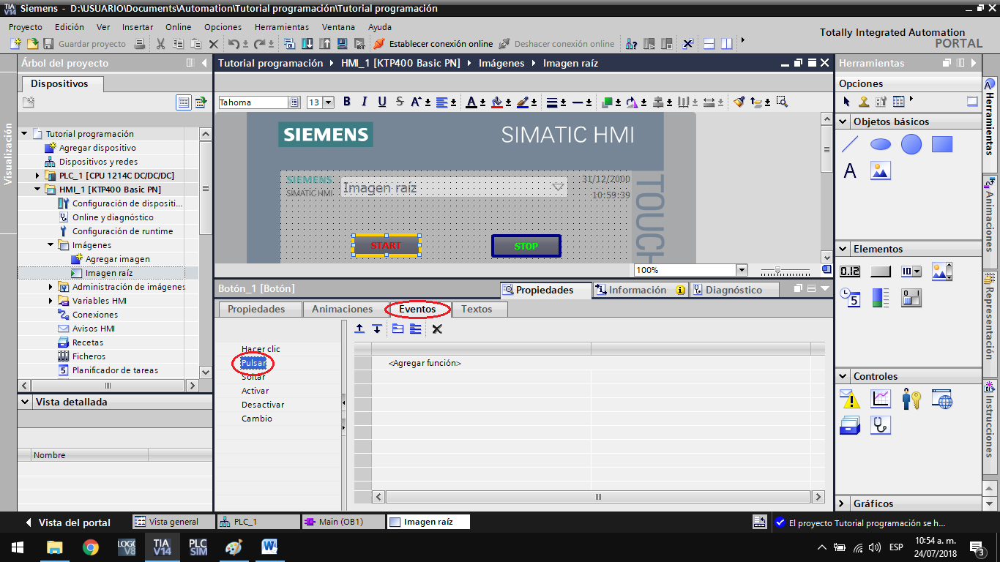 TIA V14 Siemens - D:\USUARIO\Documents\Automation\Tutorial programación\Tutorial programación
Proyecto Edición Ver Insertar Online Opciones Herramientas Ventana Ayuda
Totally Integrated Automation
PORTAL
Guardar proyecto Establecer conexión online Deshacer conexión online
Árbol del proyecto
Dispositivos
Visualización
Tutorial programación
Agregar dispositivo
Dispositivos y redes
PLC_1 [CPU 1214C DC/DC/DC]
HMI_1 [KTP400 Basic PN]
Configuración de dispositi...
Online y diagnóstico
Configuración de runtime
Imágenes
Agregar imagen
Imagen raíz
Administración de imágenes
Variables HMI
Conexiones
Avisos HMI
Recetas
Ficheros
Planificador de tareas
Vista detallada
Nombre
Tutorial programación HMI_1 [KTP400 Basic PN] Imágenes Imagen raíz
Tahoma 13 B I U S A A
SIEMENS SIMATIC HMI
SIEMENS
SIMATIC HMI
Imagen raíz
31/12/2000
10:59:39
TOUCH
START STOP
100%
Botón_1 [Botón]
Propiedades Información Diagnóstico
Propiedades Animaciones Eventos Textos
Hacer clic
Pulsar
Soltar
Activar
Desactivar
Cambio
<Agregar función>
Herramientas
Opciones
Objetos básicos
A
Elementos
0.12 10
5
Controles
Gráficos
Herramientas
Animaciones
Representación
Instrucciones
Vista del portal Vista general PLC_1 Main (OB1) Imagen raíz El proyecto Tutorial programación se h...
LOGO V8 TIA V14 PLC SIM W ESP
10:54 a. m.
24/07/2018
3